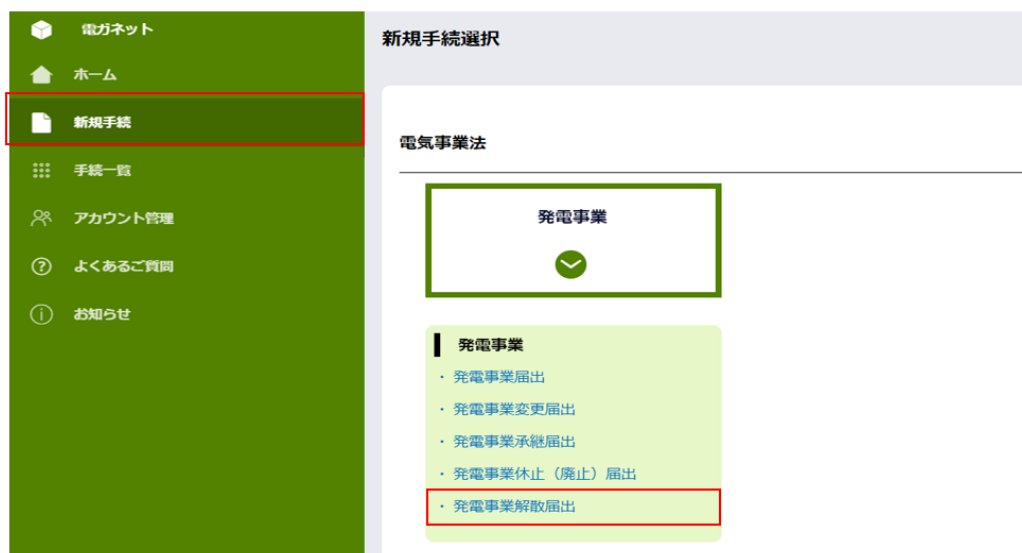 電ガネット
ホーム
新規手続
手続一覧
アカウント管理
よくあるご質問
お知らせ
新規手続選択
電気事業法
発電事業
発電事業
・発電事業届出
・発電事業変更届出
・発電事業承継届出
・発電事業休止（廃止）届出
・発電事業解散届出